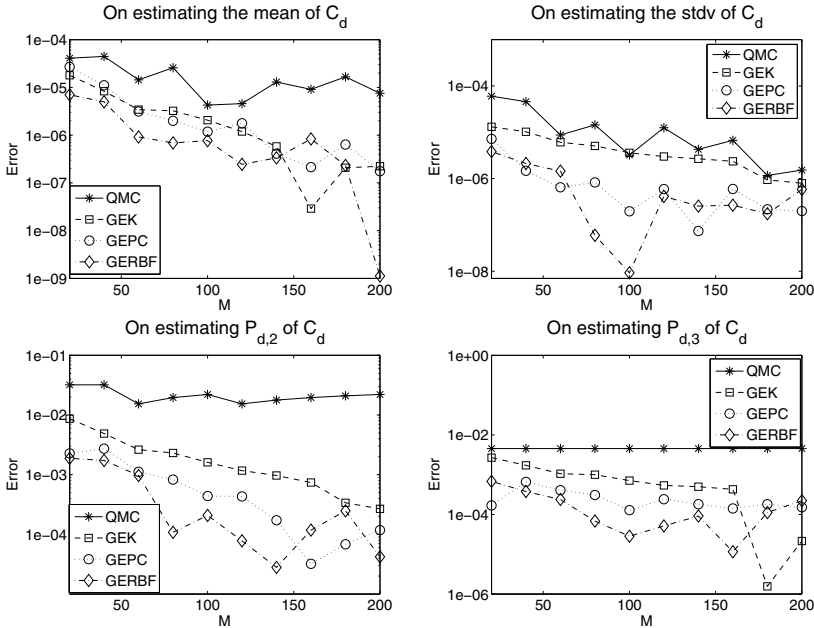 On estimating the mean of C_d
1e-04
1e-05
1e-06
1e-07
1e-08
1e-09
Error
QMC
GEK
GEPC
GERBF
50
100
150
200
M
On estimating the stdv of C_d
1e-04
1e-06
1e-08
Error
QMC
GEK
GEPC
GERBF
50
100
150
200
M
On estimating P_d,2 of C_d
1e-01
1e-02
1e-03
1e-04
Error
QMC
GEK
GEPC
GERBF
50
100
150
200
M
On estimating P_d,3 of C_d
1e+00
1e-02
1e-04
1e-06
Error
QMC
GEK
GEPC
GERBF
50
100
150
200
M